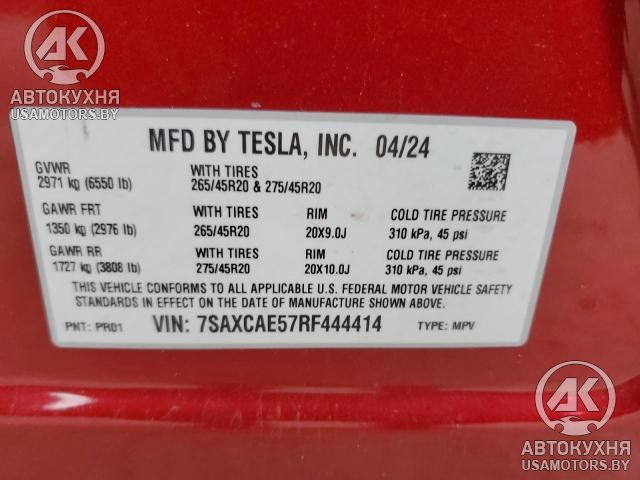 АК
АВТОКУХНЯ
USAMOTORS.BY
АК
АВТОКУХНЯ
USAMOTORS.BY
MFD BY TESLA, INC. 04/24
GVWR WITH TIRES
2971 kg (6550 lb) 265/45R20 & 275/45R20
GAWR FRT WITH TIRES RIM COLD TIRE PRESSURE
1350 kg (2976 lb) 265/45R20 20X9.0J 310 kPa, 45 psi
GAWR RR WITH TIRES RIM COLD TIRE PRESSURE
1727 kg (3808 lb) 275/45R20 20X10.0J 310 kPa, 45 psi
THIS VEHICLE CONFORMS TO ALL APPLICABLE U.S. FEDERAL MOTOR VEHICLE SAFETY
STANDARDS IN EFFECT ON THE DATE OF MANUFACTURE SHOWN ABOVE.
PNT: PR01 VIN: 7SAXCAE57RF444414 TYPE: MPV
АК
АВТОКУХНЯ
USAMOTORS.BY